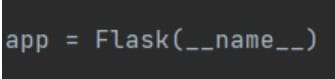 app = Flask(__name__)